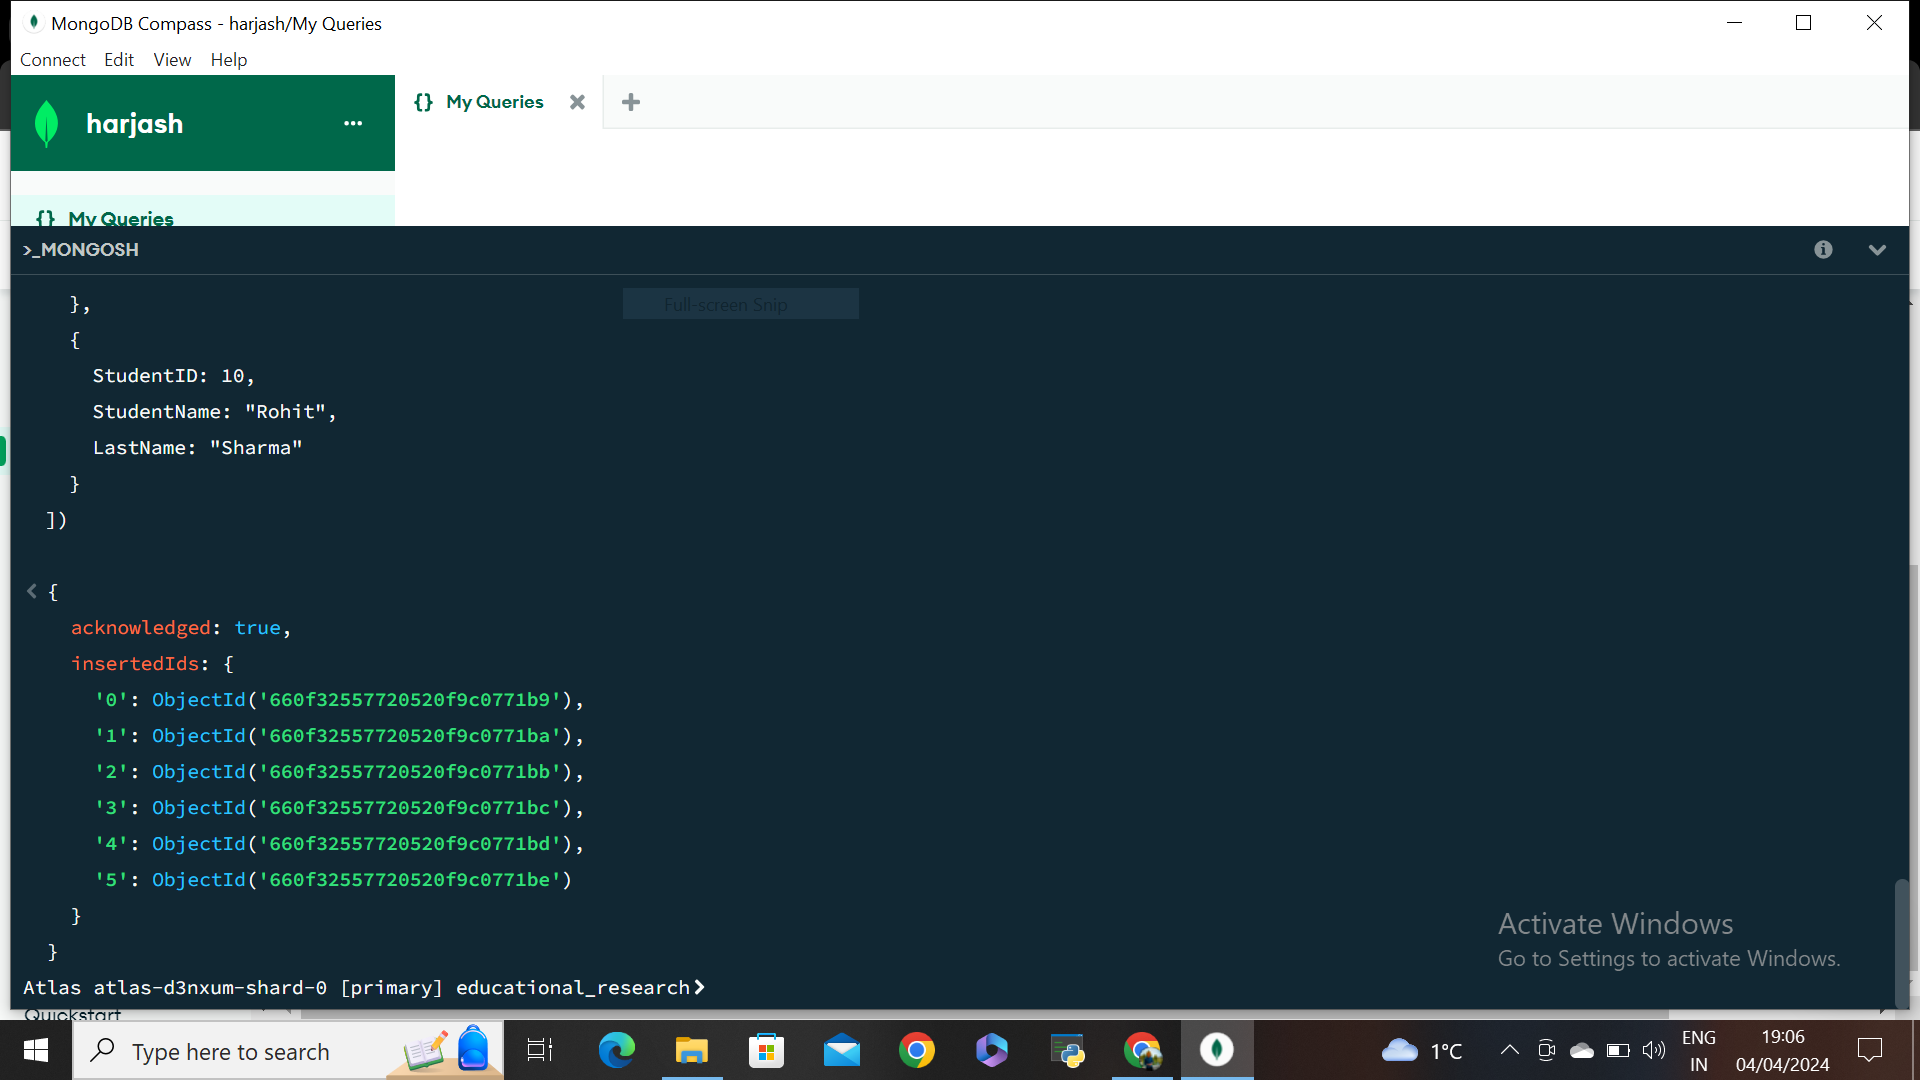 MongoDB Compass - harjash/My Queries
Connect Edit View Help
harjash ...
{} My Queries
{} My Queries
>_MONGOSH
Full-screen Snip
},
{
StudentID: 10,
StudentName: "Rohit",
LastName: "Sharma"
}
])
{
acknowledged: true,
insertedIds: {
'0': ObjectId('660f32557720520f9c0771b9'),
'1': ObjectId('660f32557720520f9c0771ba'),
'2': ObjectId('660f32557720520f9c0771bb'),
'3': ObjectId('660f32557720520f9c0771bc'),
'4': ObjectId('660f32557720520f9c0771bd'),
'5': ObjectId('660f32557720520f9c0771be')
}
}
Activate Windows
Go to Settings to activate Windows.
Atlas atlas-d3nxum-shard-0 [primary] educational_research>
Quickstart
Type here to search
1°C
ENG
IN
19:06
04/04/2024